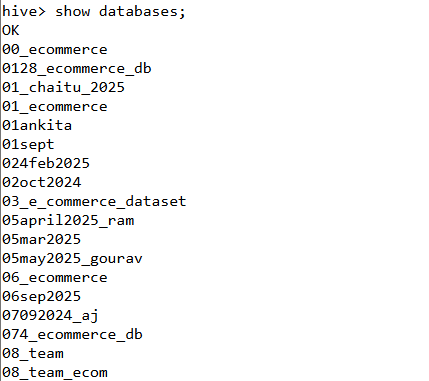 hive> show databases;
OK
00_ecommerce
0128_ecommerce_db
01_chaitu_2025
01_ecommerce
01ankita
01sept
024feb2025
02oct2024
03_e_commerce_dataset
05april2025_ram
05mar2025
05may2025_gourav
06_ecommerce
06sep2025
07092024_aj
074_ecommerce_db
08_team
08_team_ecom